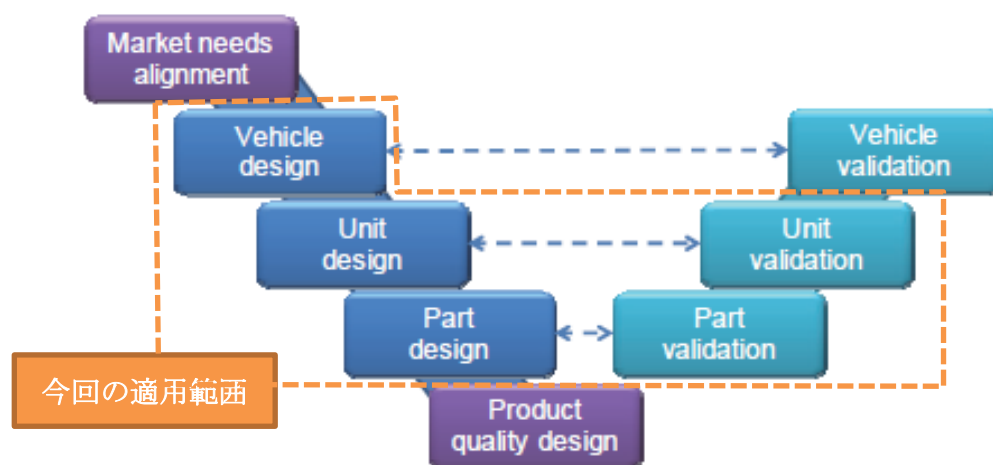 Market needs
alignment
Vehicle
design
Vehicle
validation
Unit
design
Unit
validation
Part
design
Part
validation
今回の適用範囲
Product
quality design